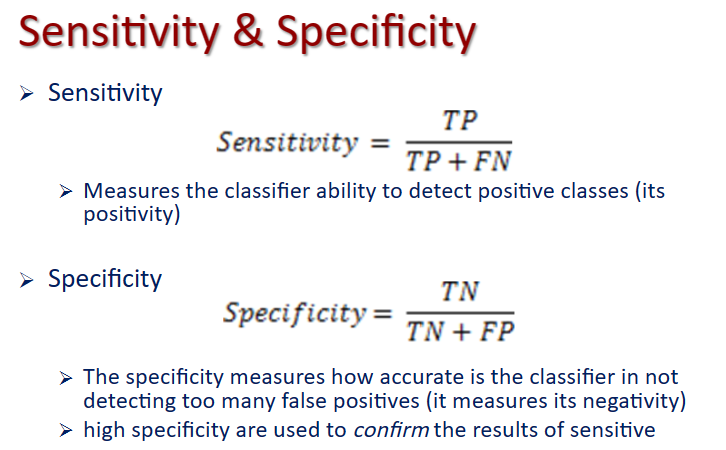 Sensitivity & Specificity
➢ Sensitivity
Sensitivity = TP / TP + FN
➢ Measures the classifier ability to detect positive classes (its
positivity)
➢ Specificity
Specificity = TN / TN + FP
➢ The specificity measures how accurate is the classifier in not
detecting too many false positives (it measures its negativity)
➢ high specificity are used to confirm the results of sensitive